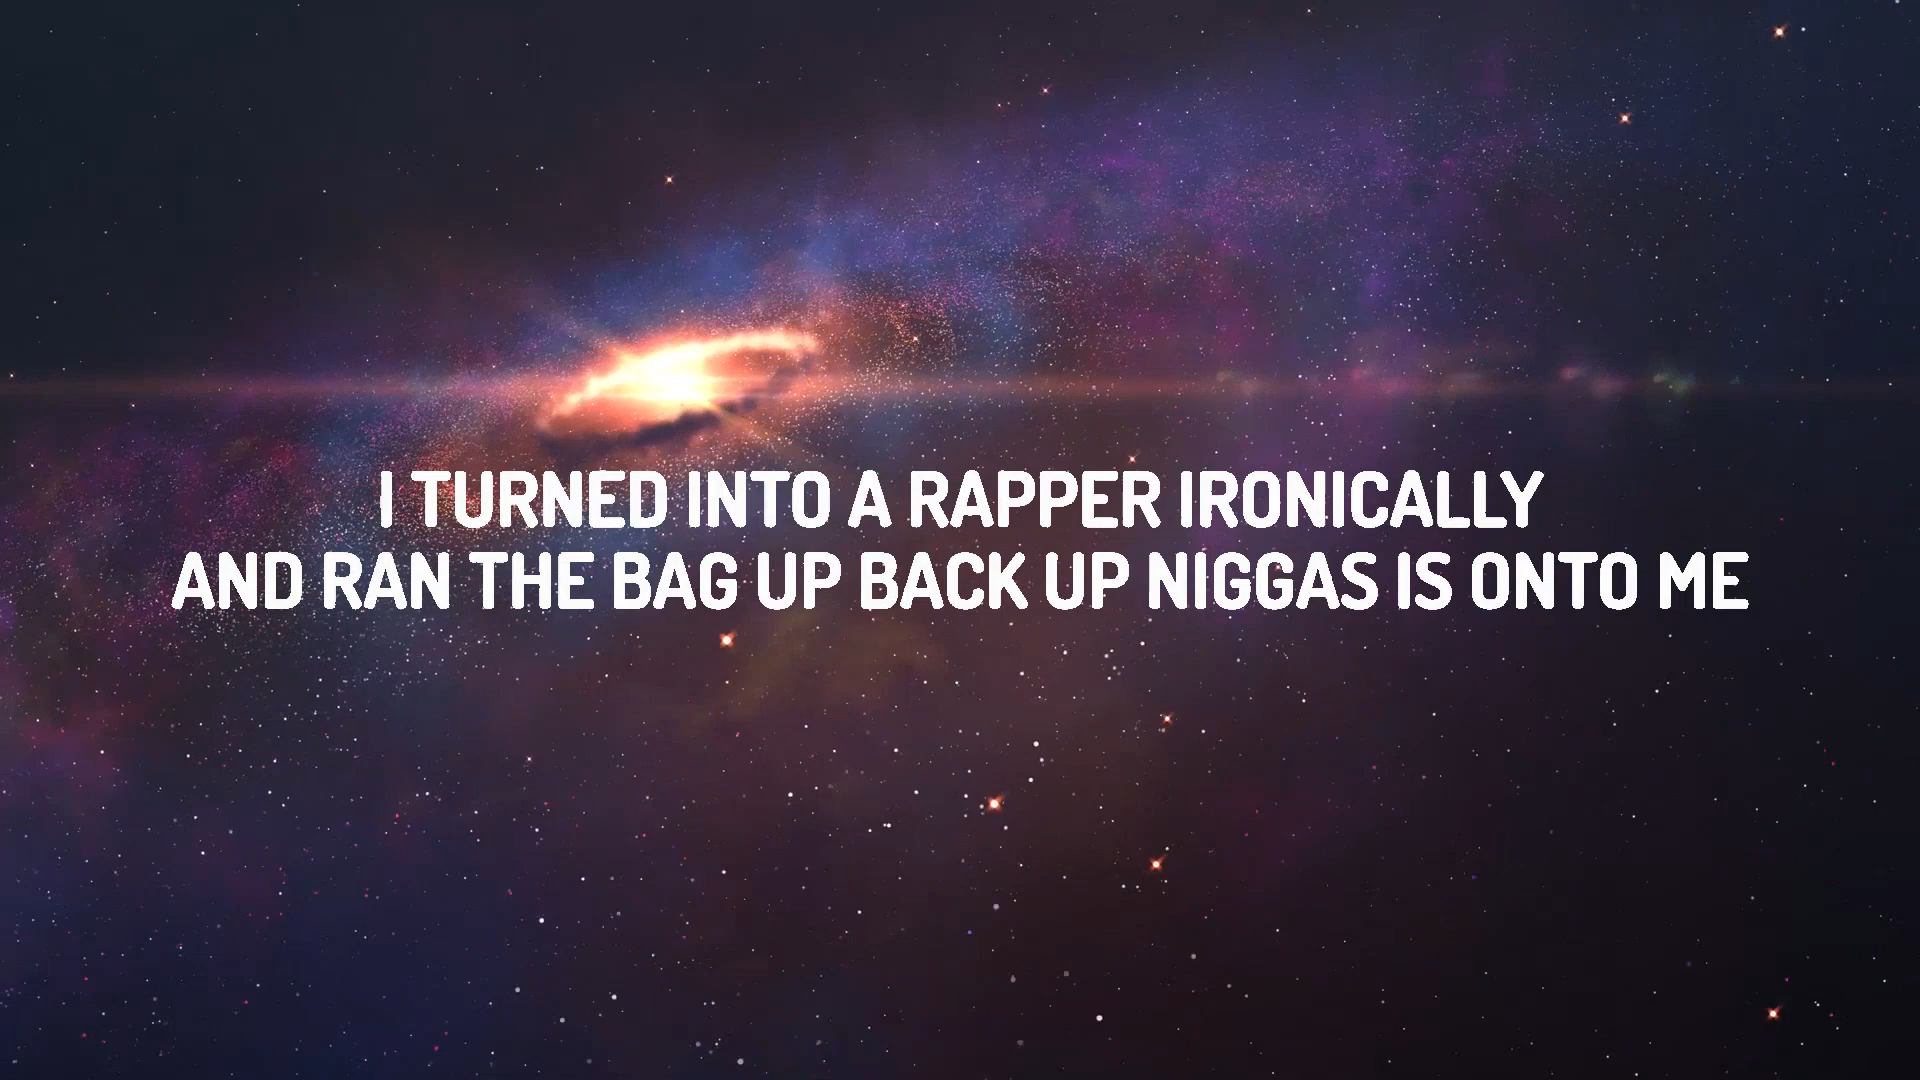 I TURNED INTO A RAPPER IRONICALLY
AND RAN THE BAG UP BACK UP NIGGAS IS ONTO ME